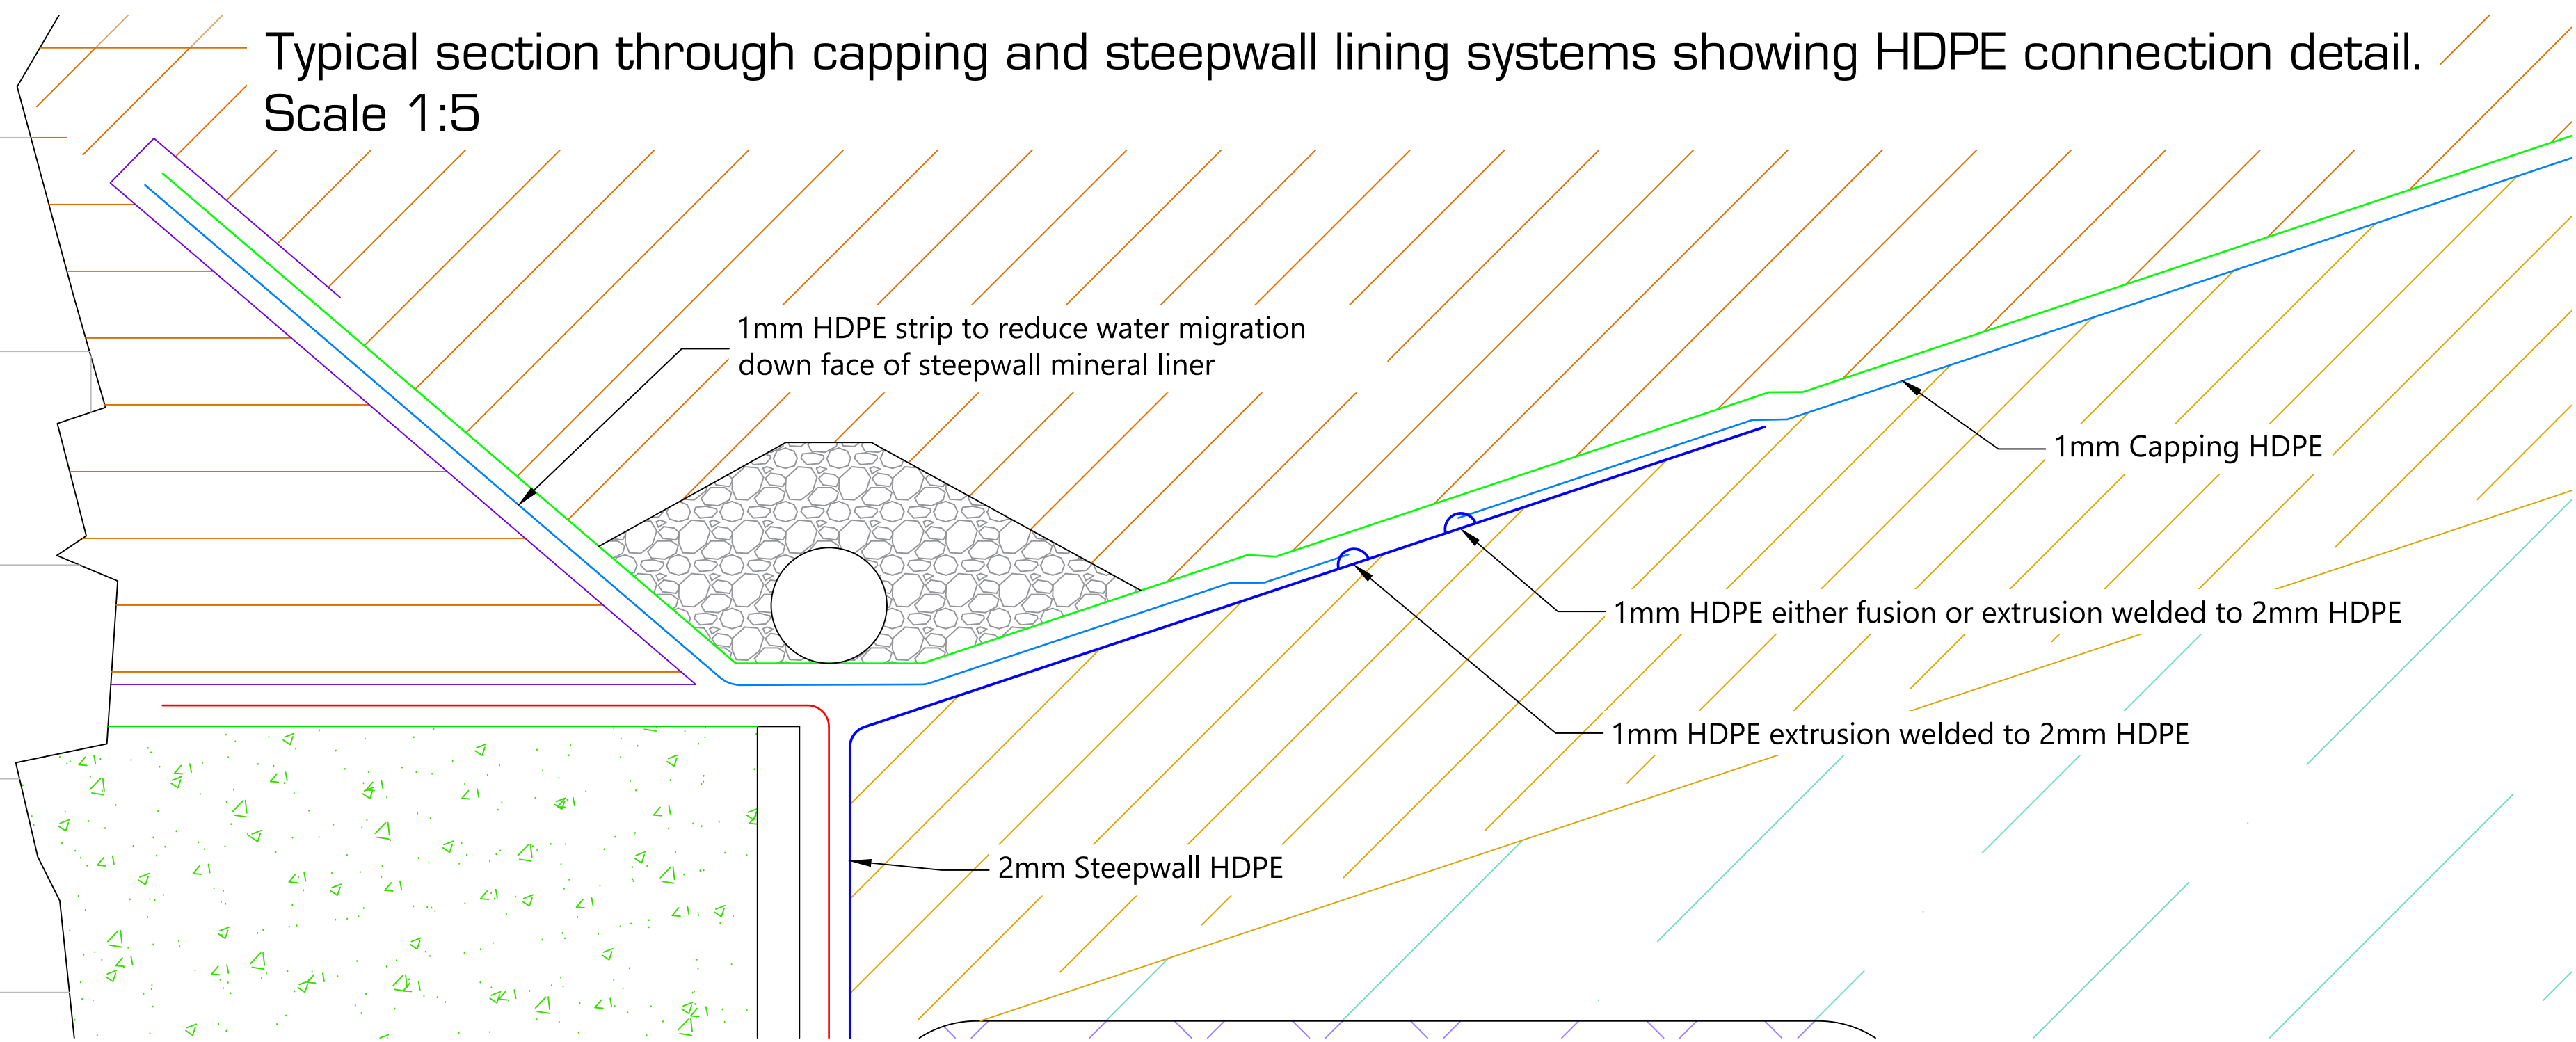 Typical section through capping and steepwall lining systems showing HDPE connection detail.
Scale 1:5
1mm HDPE strip to reduce water migration
down face of steepwall mineral liner
1mm Capping HDPE
1mm HDPE either fusion or extrusion welded to 2mm HDPE
1mm HDPE extrusion welded to 2mm HDPE
2mm Steepwall HDPE